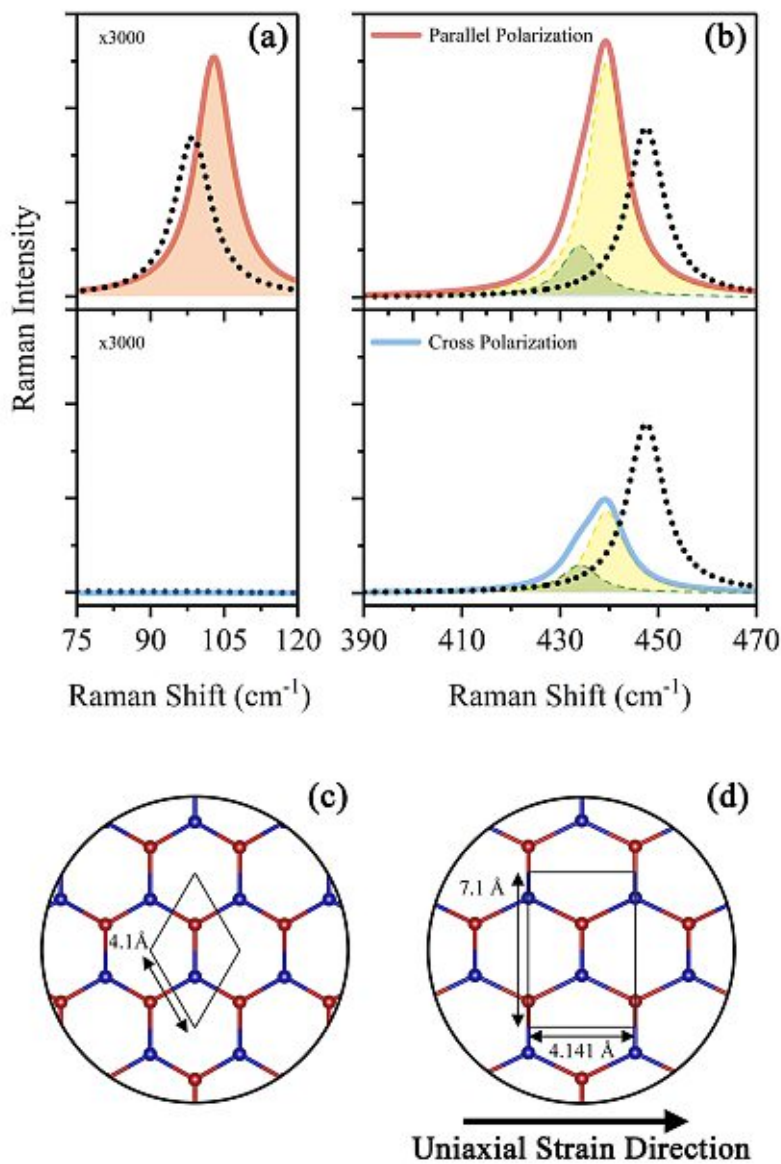 x3000
(a)
Parallel Polarization
(b)
x3000
Cross Polarization
Raman Intensity
75 90 105 120
390 410 430 450 470
Raman Shift (cm⁻¹)
Raman Shift (cm⁻¹)
(c)
4.1Å
(d)
7.1 Å
4.141 Å
Uniaxial Strain Direction